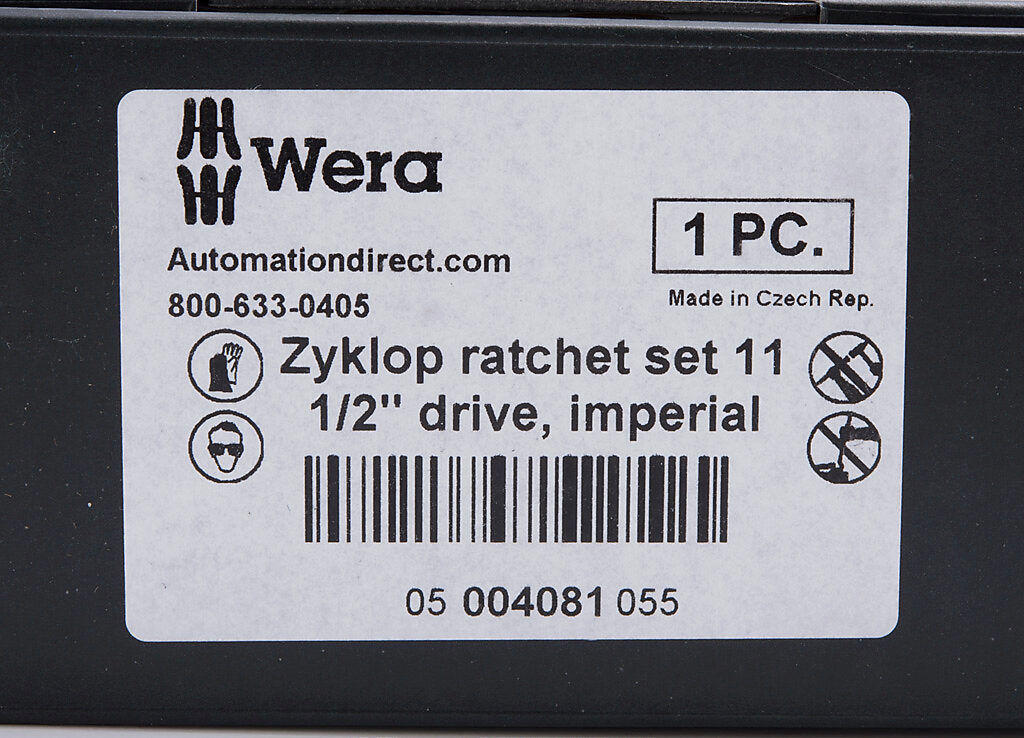 Wera
Automationdirect.com
1 PC.
800-633-0405
Made in Czech Rep.
Zyklop ratchet set 11
1/2" drive, imperial
05 004081 055